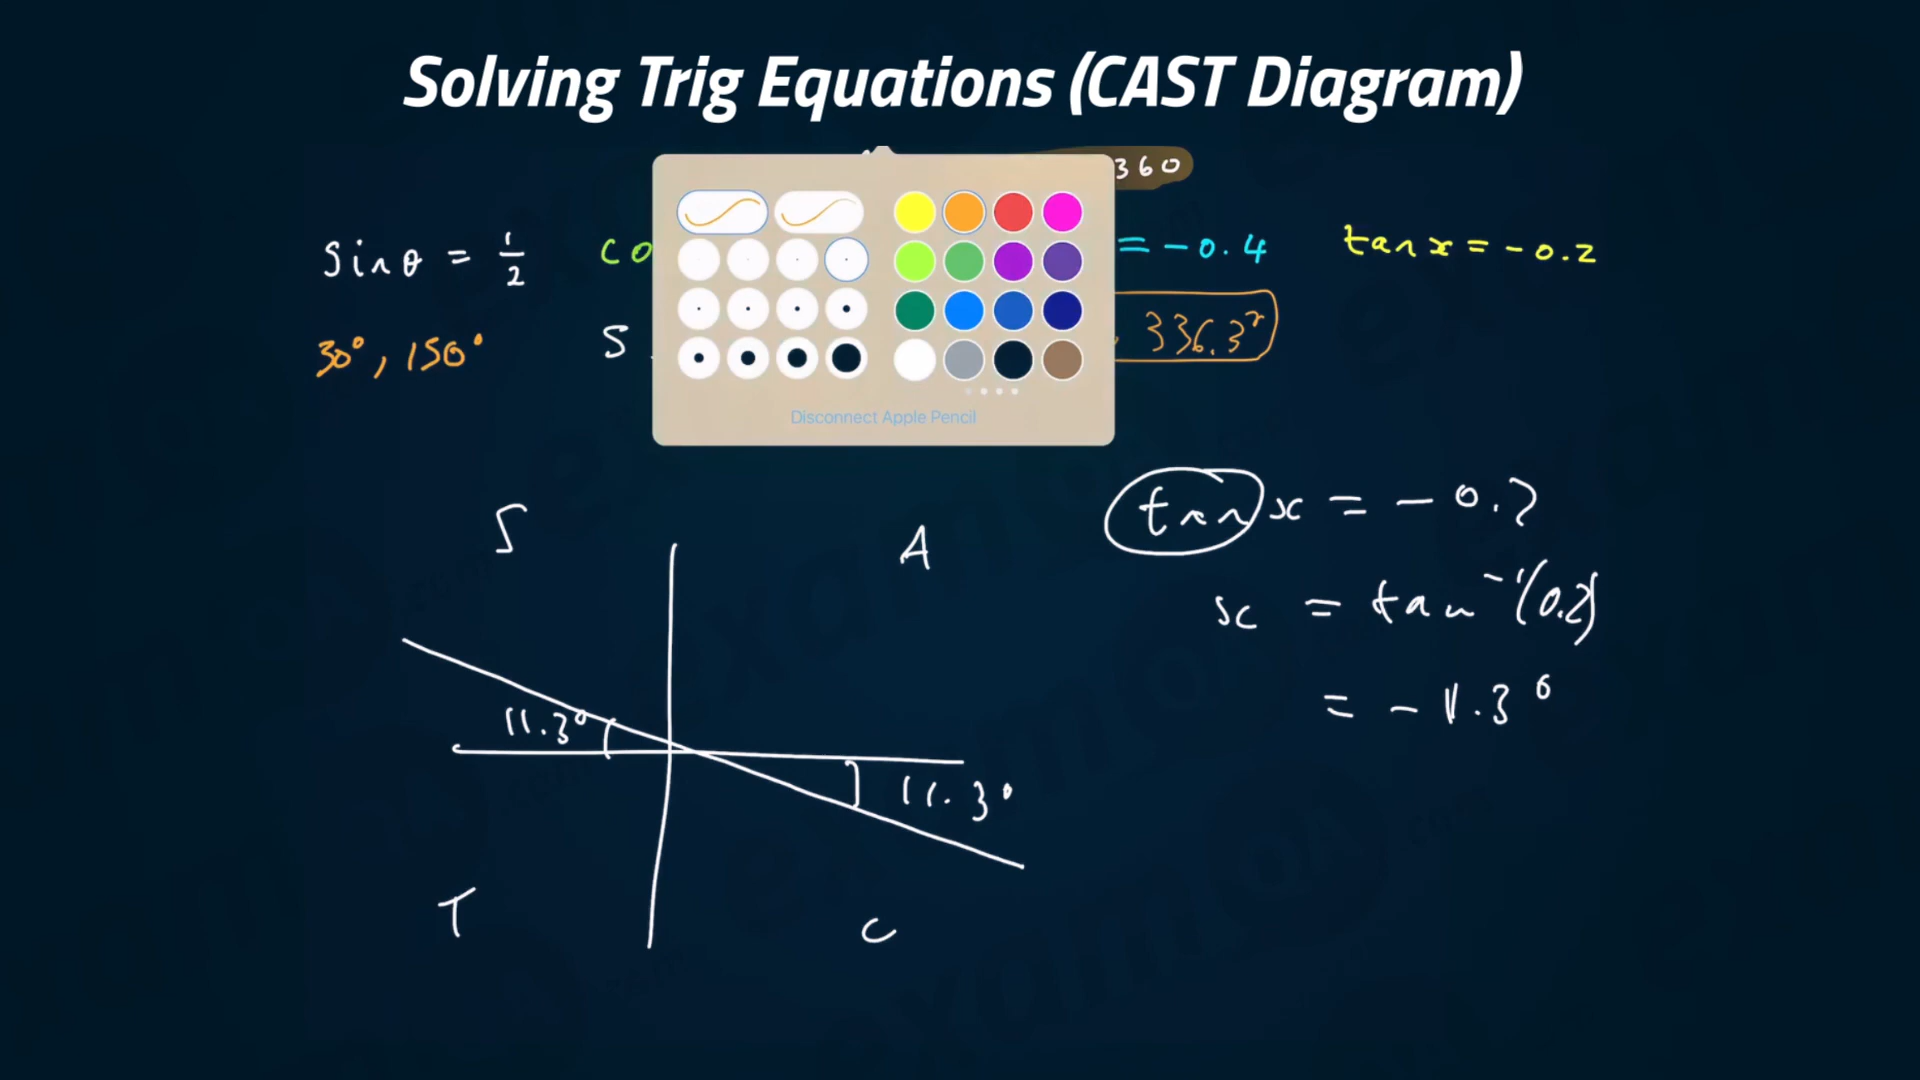 Solving Trig Equations (CAST Diagram)
360
sinθ = 1/2
co
= -0.4
tanx = -0.2
30°, 150°
S
, 336.3°
Disconnect Apple Pencil
S
A
tan x = -0.2
x = tan⁻¹(0.2)
= -11.3°
11.3°
11.3°
T
C